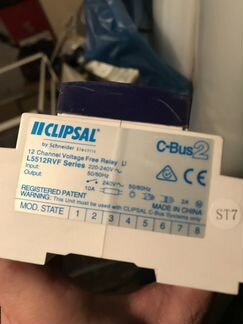 CLIPSAL
by Schneider Electric
C-Bus2
12 Channel Voltage Free Relay
L5512RVF Series
Input: 220-240V~
50/60Hz
Output:
240V~ 50/60Hz
10A
2A
REGISTERED PATENT
MADE IN CHINA
WARNING: This Unit must be used with CLIPSAL C-Bus Systems only
MOD. STATE 1 2 3 4 5 6 7 8
ST7